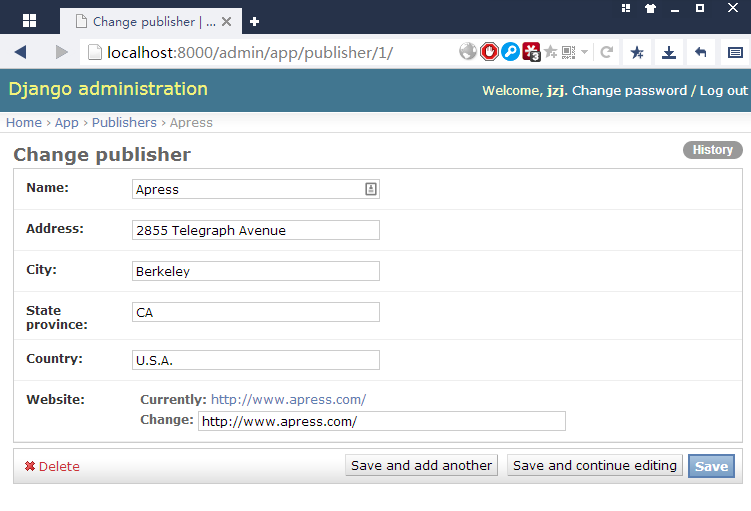 Change publisher | ...
localhost:8000/admin/app/publisher/1/
3
Django administration
Welcome, jzj. Change password / Log out
Home › App › Publishers › Apress
Change publisher
History
Name: Apress
Address: 2855 Telegraph Avenue
City: Berkeley
State
province: CA
Country: U.S.A.
Website: Currently: http://www.apress.com/
Change: http://www.apress.com/
Delete
Save and add another
Save and continue editing
Save